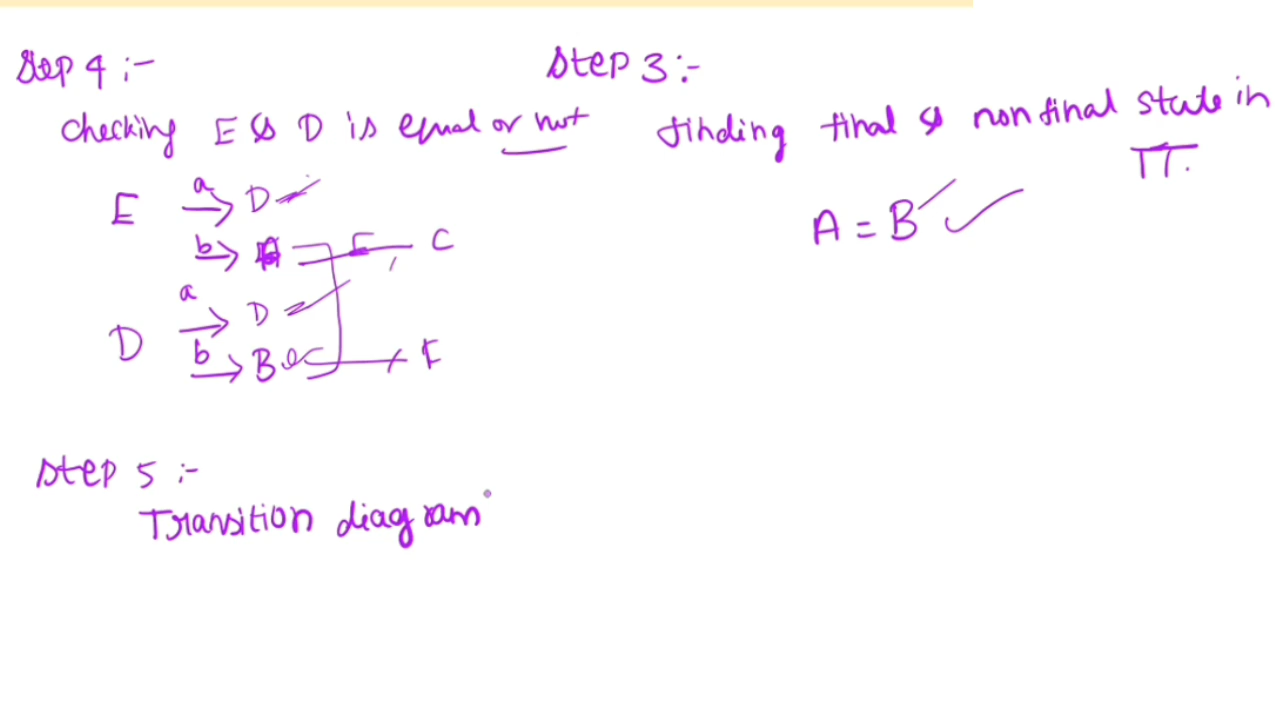 Step 4 :-
checking E & D is equal or not
E a→ D
b→ A E C
D a→ D
b→ B E
Step 5 :-
Transition diagram
Step 3 :-
finding final & non final state in
TT.
A = B